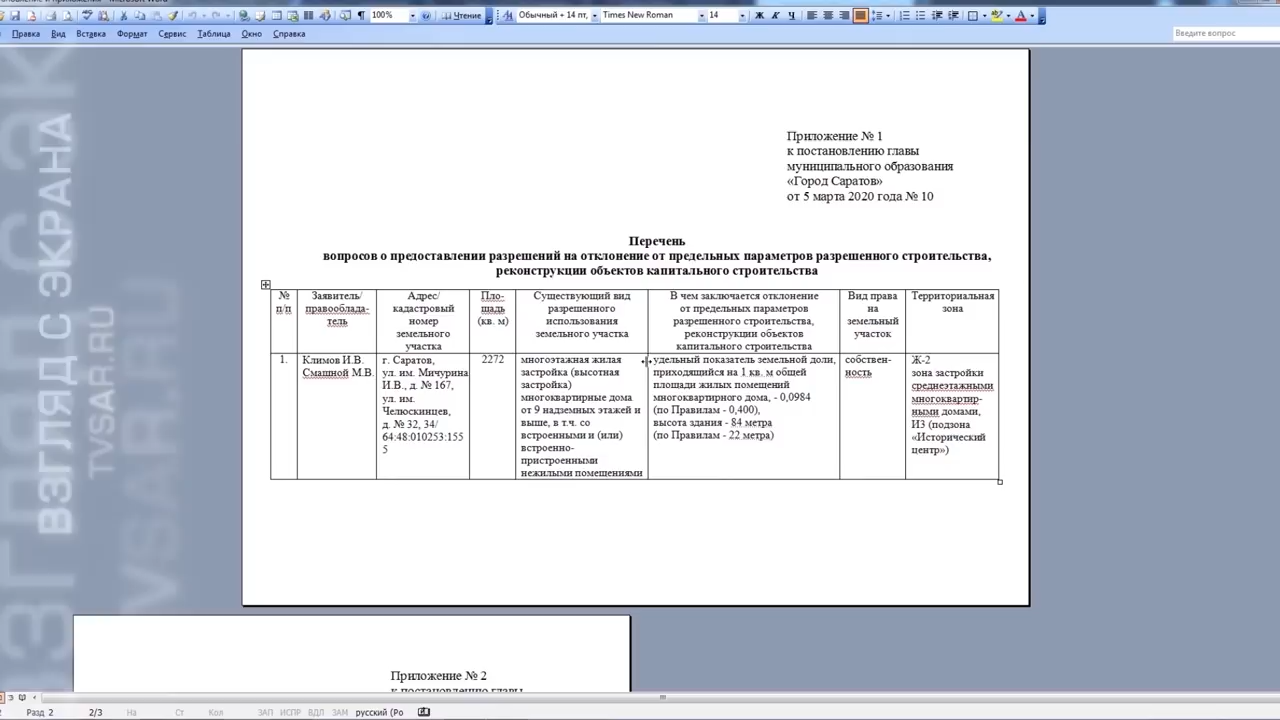 100%
Чтение
Обычный + 14 пт,
Times New Roman
14
Ж К Ч
Правка Вид Вставка Формат Сервис Таблица Окно Справка
Введите вопрос
ВЗГЛЯД С ЭКРАНА
TVSAR.RU
Приложение № 1
к постановлению главы
муниципального образования
«Город Саратов»
от 5 марта 2020 года № 10
Перечень
вопросов о предоставлении разрешений на отклонение от предельных параметров разрешенного строительства,
реконструкции объектов капитального строительства
№
п/п
Заявитель/
правооблада-
тель
Адрес/
кадастровый
номер
земельного
участка
Пло-
щадь
(кв. м)
Существующий вид
разрешенного
использования
земельного участка
В чем заключается отклонение
от предельных параметров
разрешенного строительства,
реконструкции объектов
капитального строительства
Вид права
на
земельный
участок
Территориальная
зона
1.
Климов И.В.
Смашной М.В.
г. Саратов,
ул. им. Мичурина
И.В., д. № 167,
ул. им.
Челюскинцев,
д. № 32, 34/
64:48:010253:155
5
2272
многоэтажная жилая
застройка (высотная
застройка)
многоквартирные дома
от 9 надземных этажей и
выше, в т.ч. со
встроенными и (или)
встроенно-
пристроенными
нежилыми помещениями
удельный показатель земельной доли,
приходящийся на 1 кв. м общей
площади жилых помещений
многоквартирного дома, - 0,0984
(по Правилам - 0,400),
высота здания - 84 метра
(по Правилам - 22 метра)
собствен-
ность
Ж-2
зона застройки
среднеэтажными
многоквартир-
ными домами,
ИЗ (подзона
«Исторический
центр»)
Приложение № 2
к постановлению главы
Разд 2 2/3 На Ст Кол ЗАП ИСПР ВДЛ ЗАМ русский (Ро